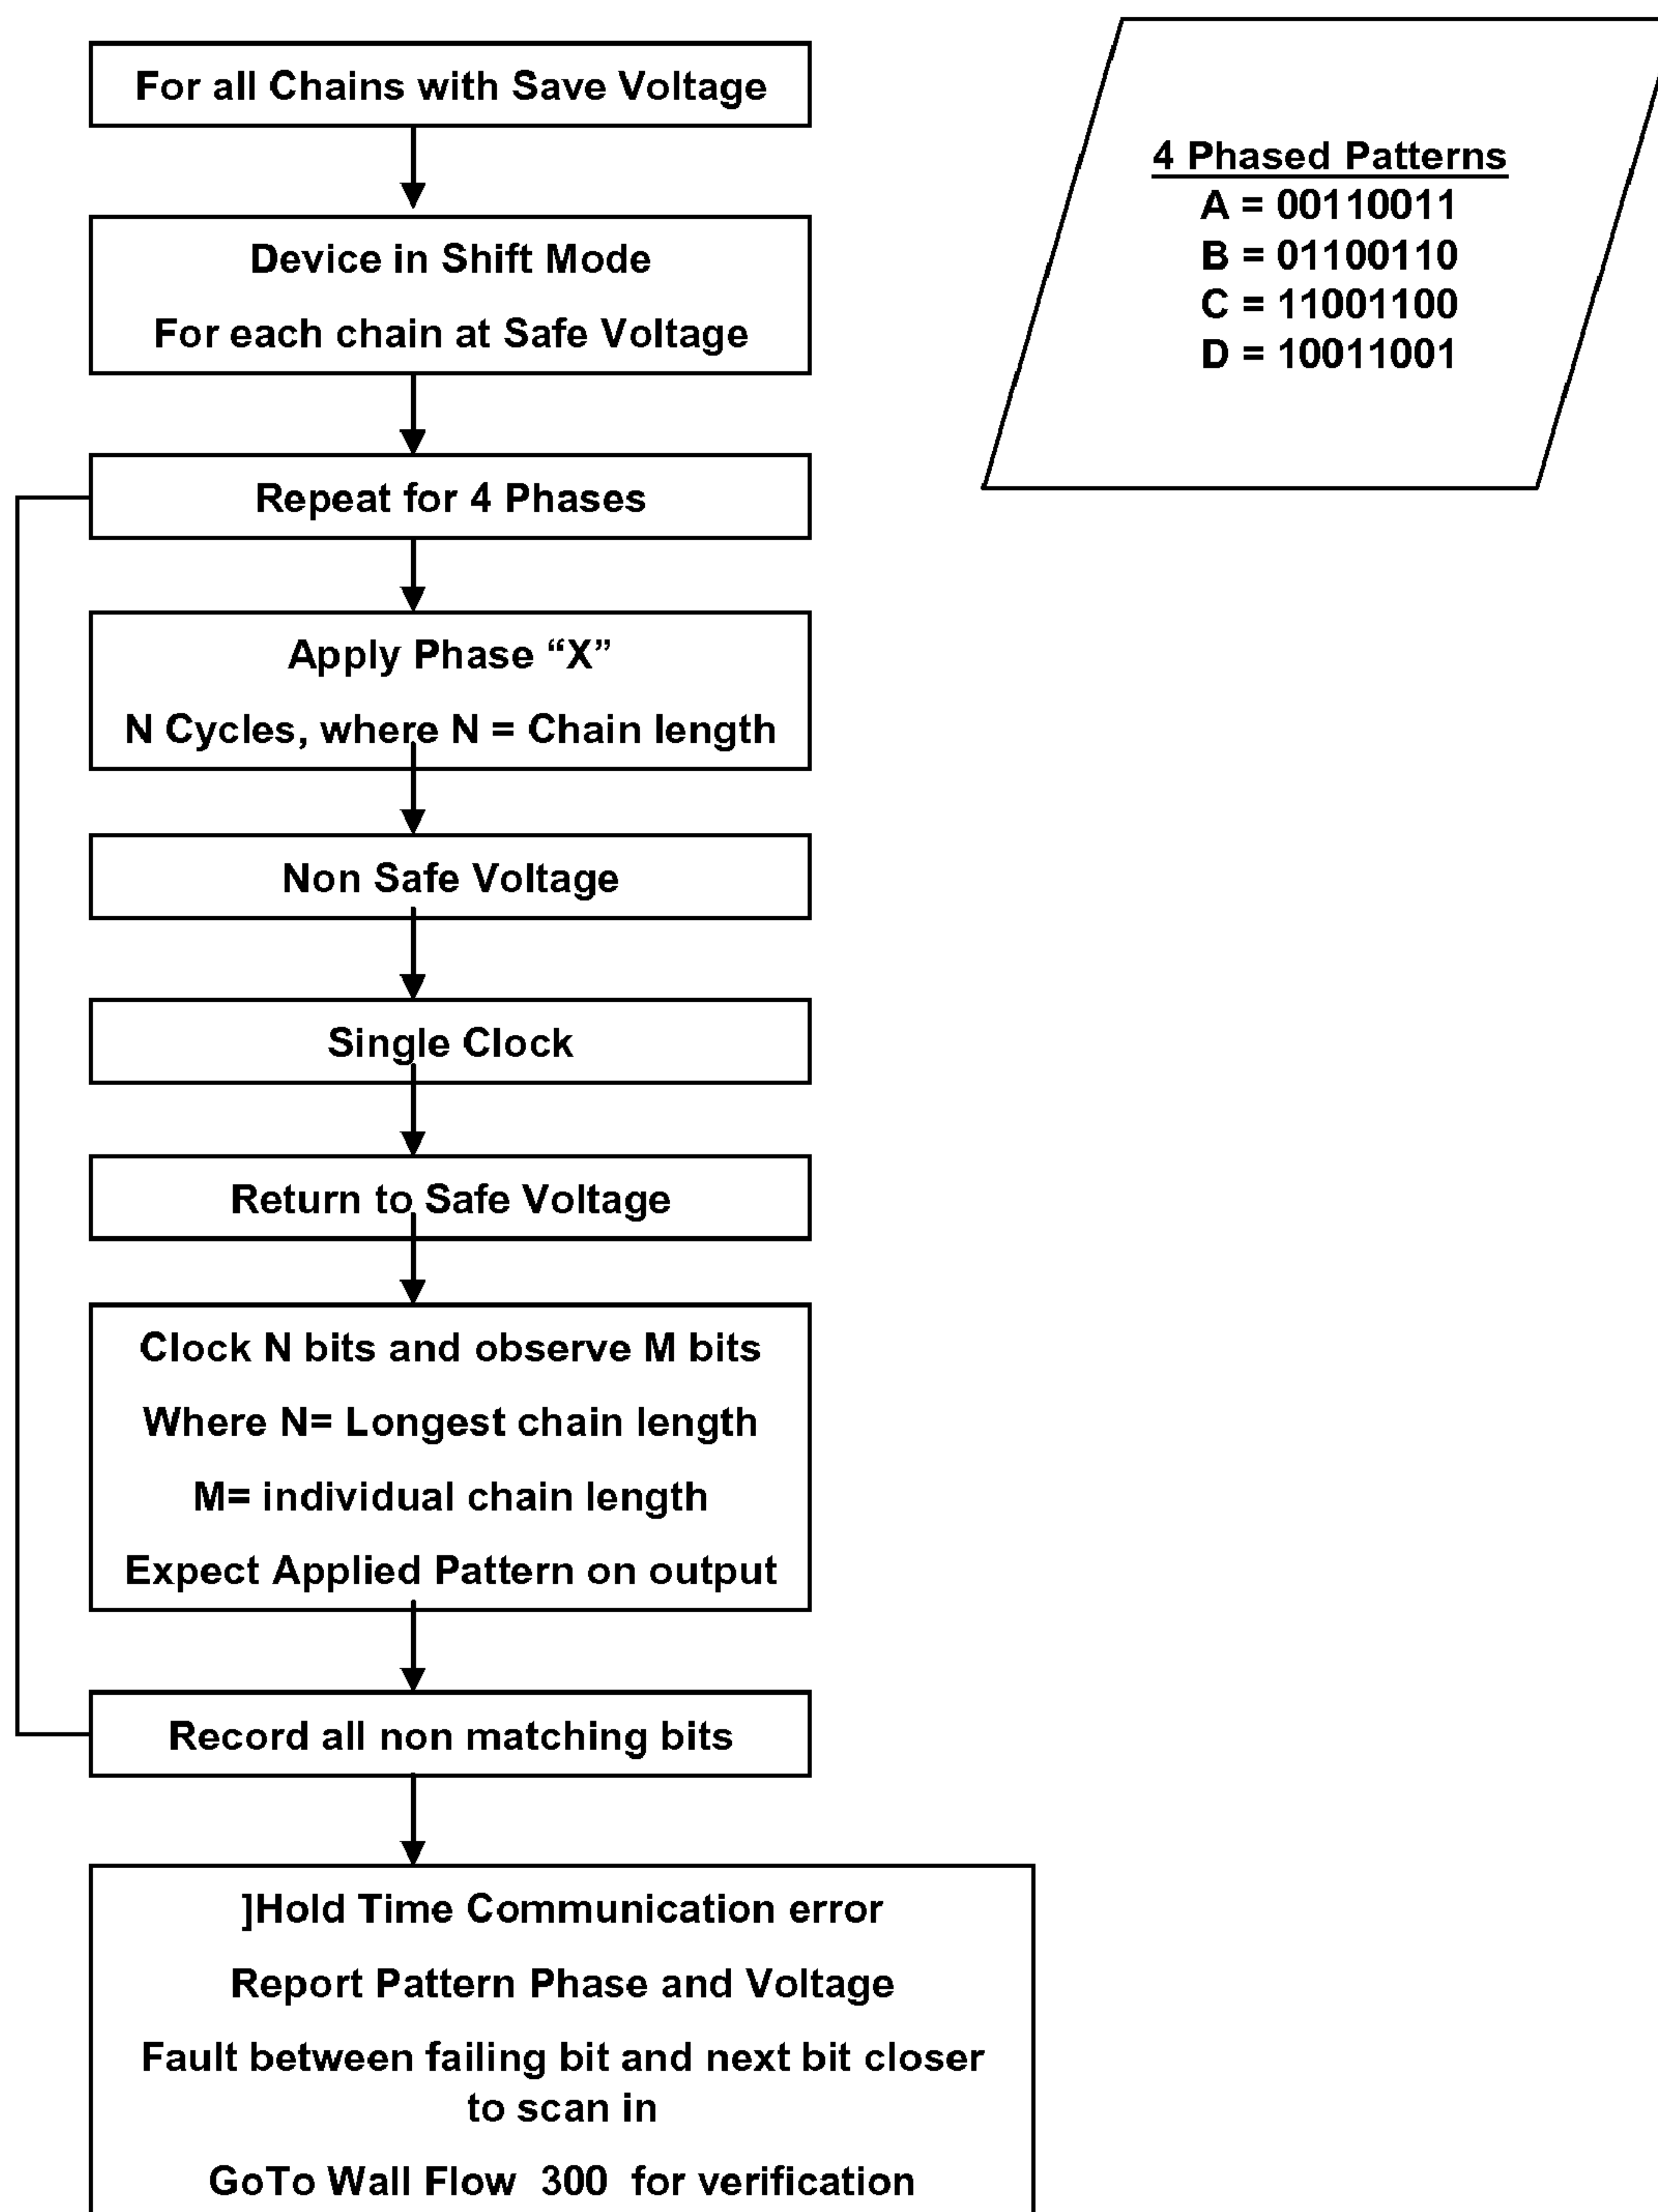 For all Chains with Save Voltage
Device in Shift Mode
For each chain at Safe Voltage
Repeat for 4 Phases
Apply Phase “X”
N Cycles, where N = Chain length
Non Safe Voltage
Single Clock
Return to Safe Voltage
Clock N bits and observe M bits
Where N= Longest chain length
M= individual chain length
Expect Applied Pattern on output
Record all non matching bits
]Hold Time Communication error
Report Pattern Phase and Voltage
Fault between failing bit and next bit closer
to scan in
GoTo Wall Flow 300 for verification
4 Phased Patterns
A = 00110011
B = 01100110
C = 11001100
D = 10011001